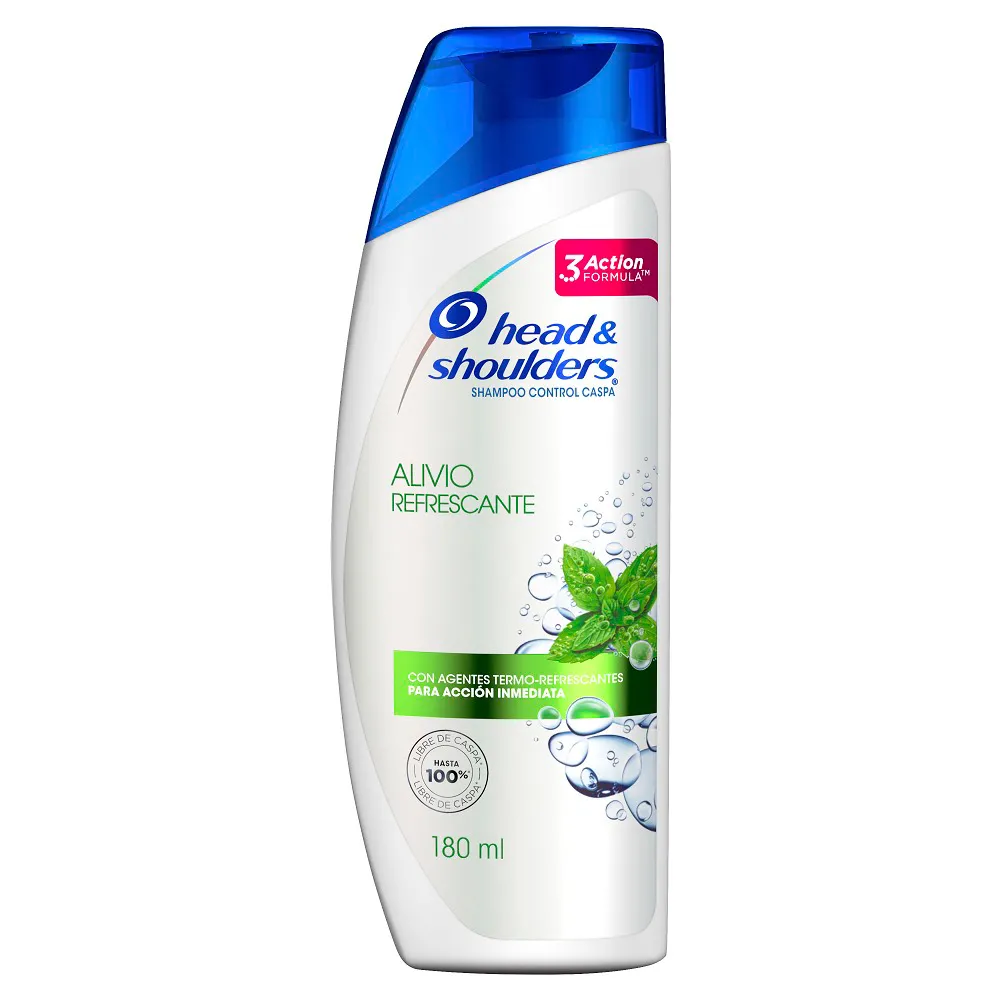 3 Action
FORMULA™
head &
shoulders®
SHAMPOO CONTROL CASPA
ALIVIO
REFRESCANTE
CON AGENTES TERMO-REFRESCANTES
PARA ACCIÓN INMEDIATA
LIBRE DE CASPA*
HASTA
100%*
LIBRE DE CASPA*
180 ml